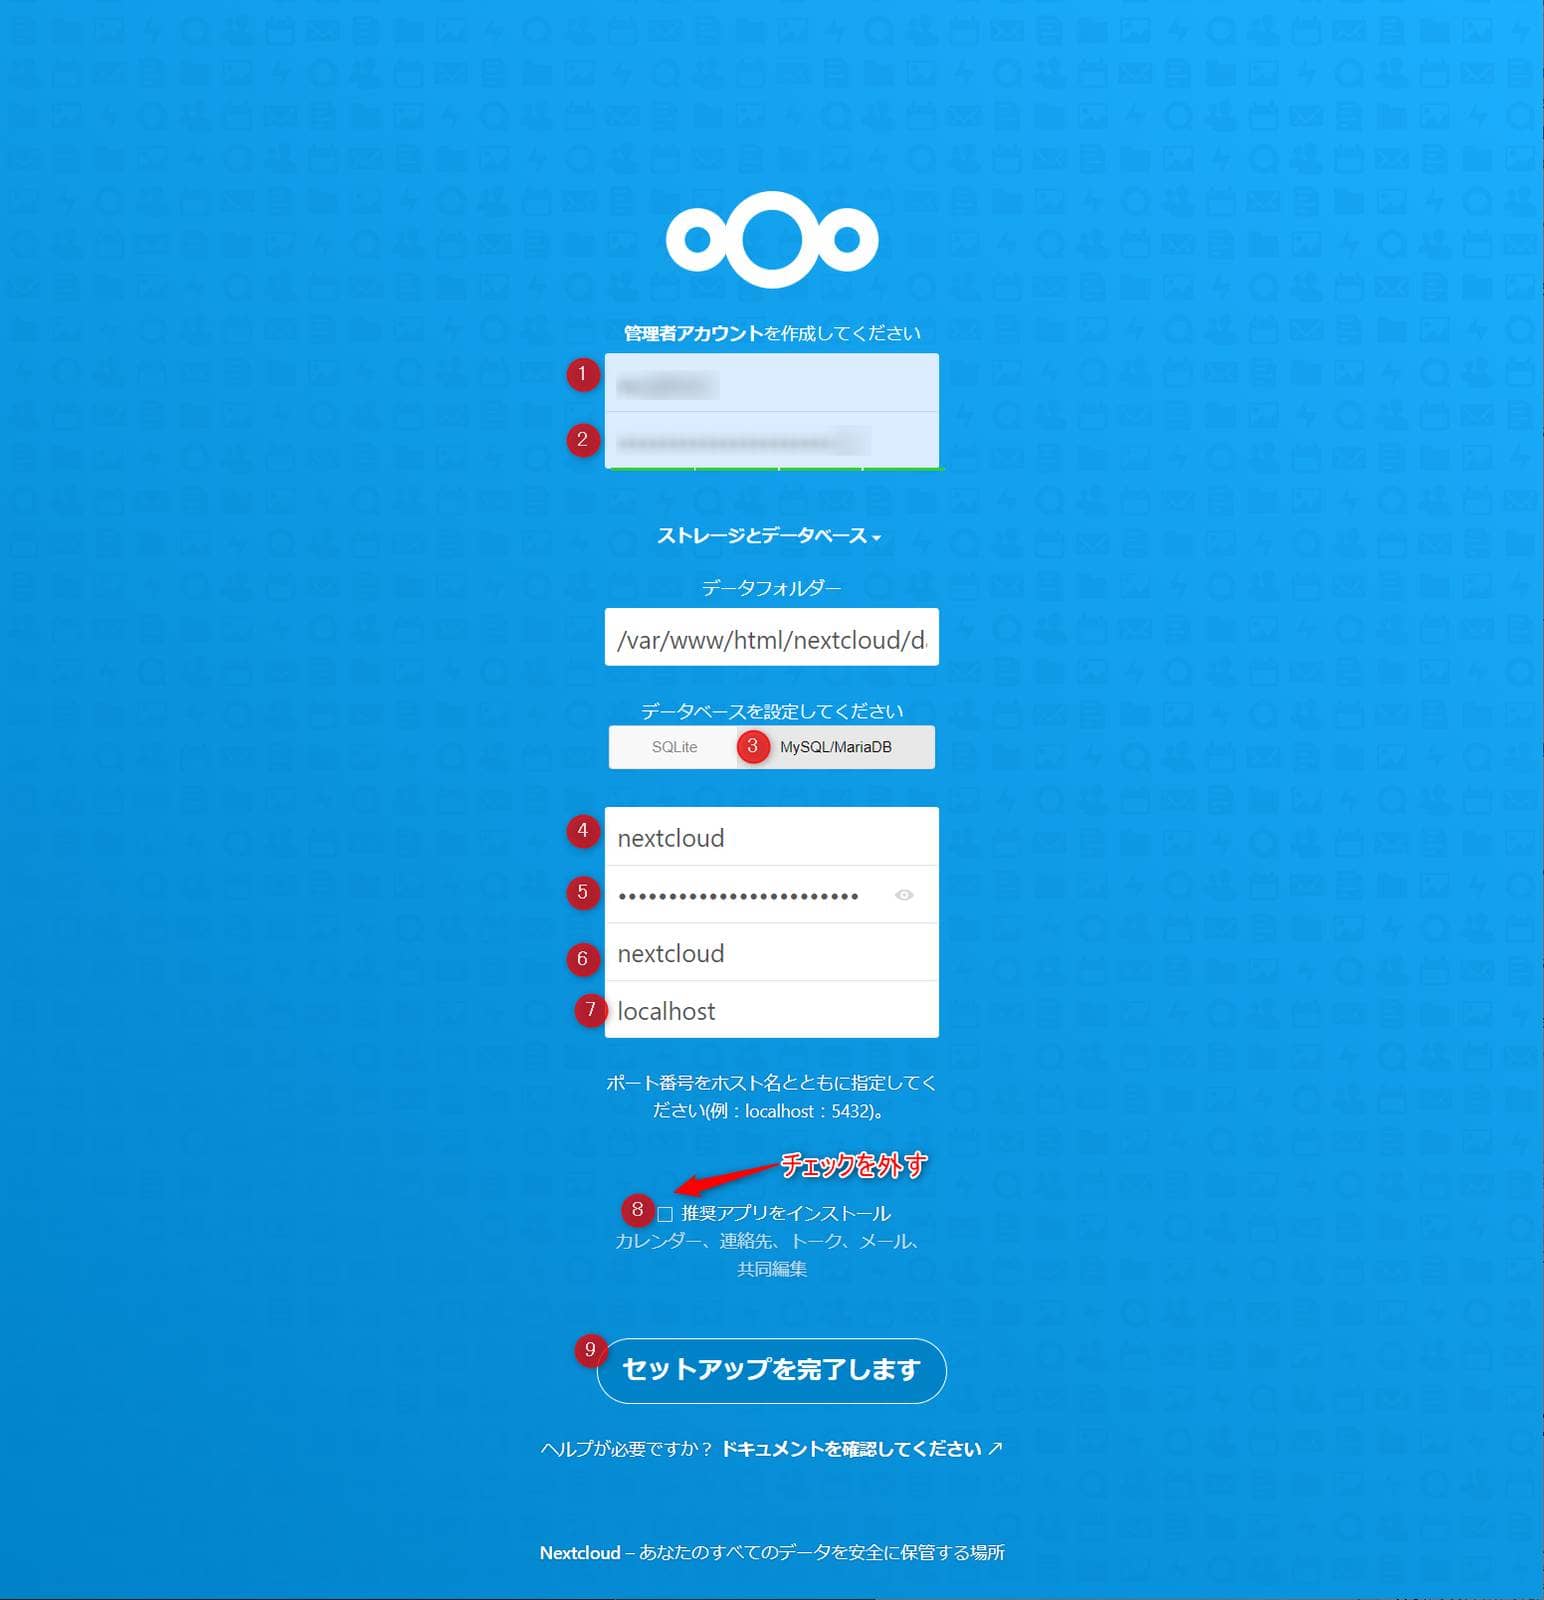 管理者アカウントを作成してください
1
2
ストレージとデータベース
データフォルダー
/var/www/html/nextcloud/da
データベースを設定してください
SQLite 3 MySQL/MariaDB
4 nextcloud
5 ••••••••••••••••••••••••
6 nextcloud
7 localhost
ポート番号をホスト名とともに指定してく
ださい(例：localhost：5432)。
チェックを外す
8 推奨アプリをインストール
カレンダー、連絡先、トーク、メール、
共同編集
9 セットアップを完了します
ヘルプが必要ですか？ ドキュメントを確認してください ↗
Nextcloud – あなたのすべてのデータを安全に保管する場所